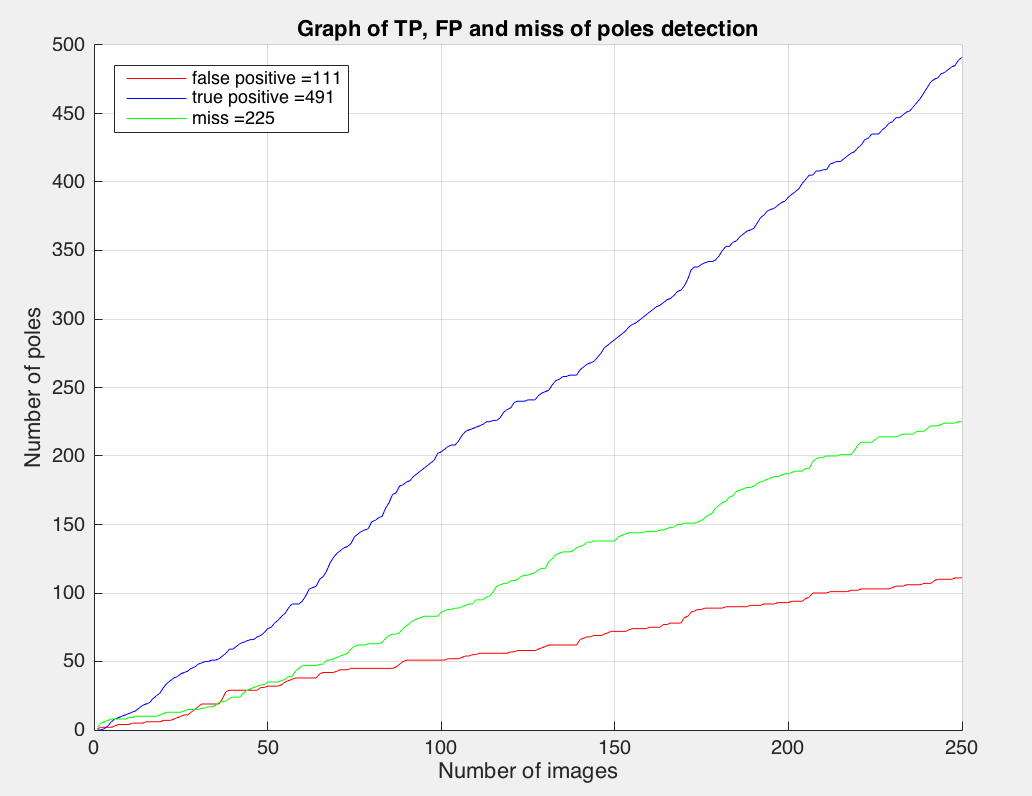 Graph of TP, FP and miss of poles detection
500
450
400
350
300
250
200
150
100
50
0
false positive =111
true positive =491
miss =225
Number of poles
0 50 100 150 200 250
Number of images